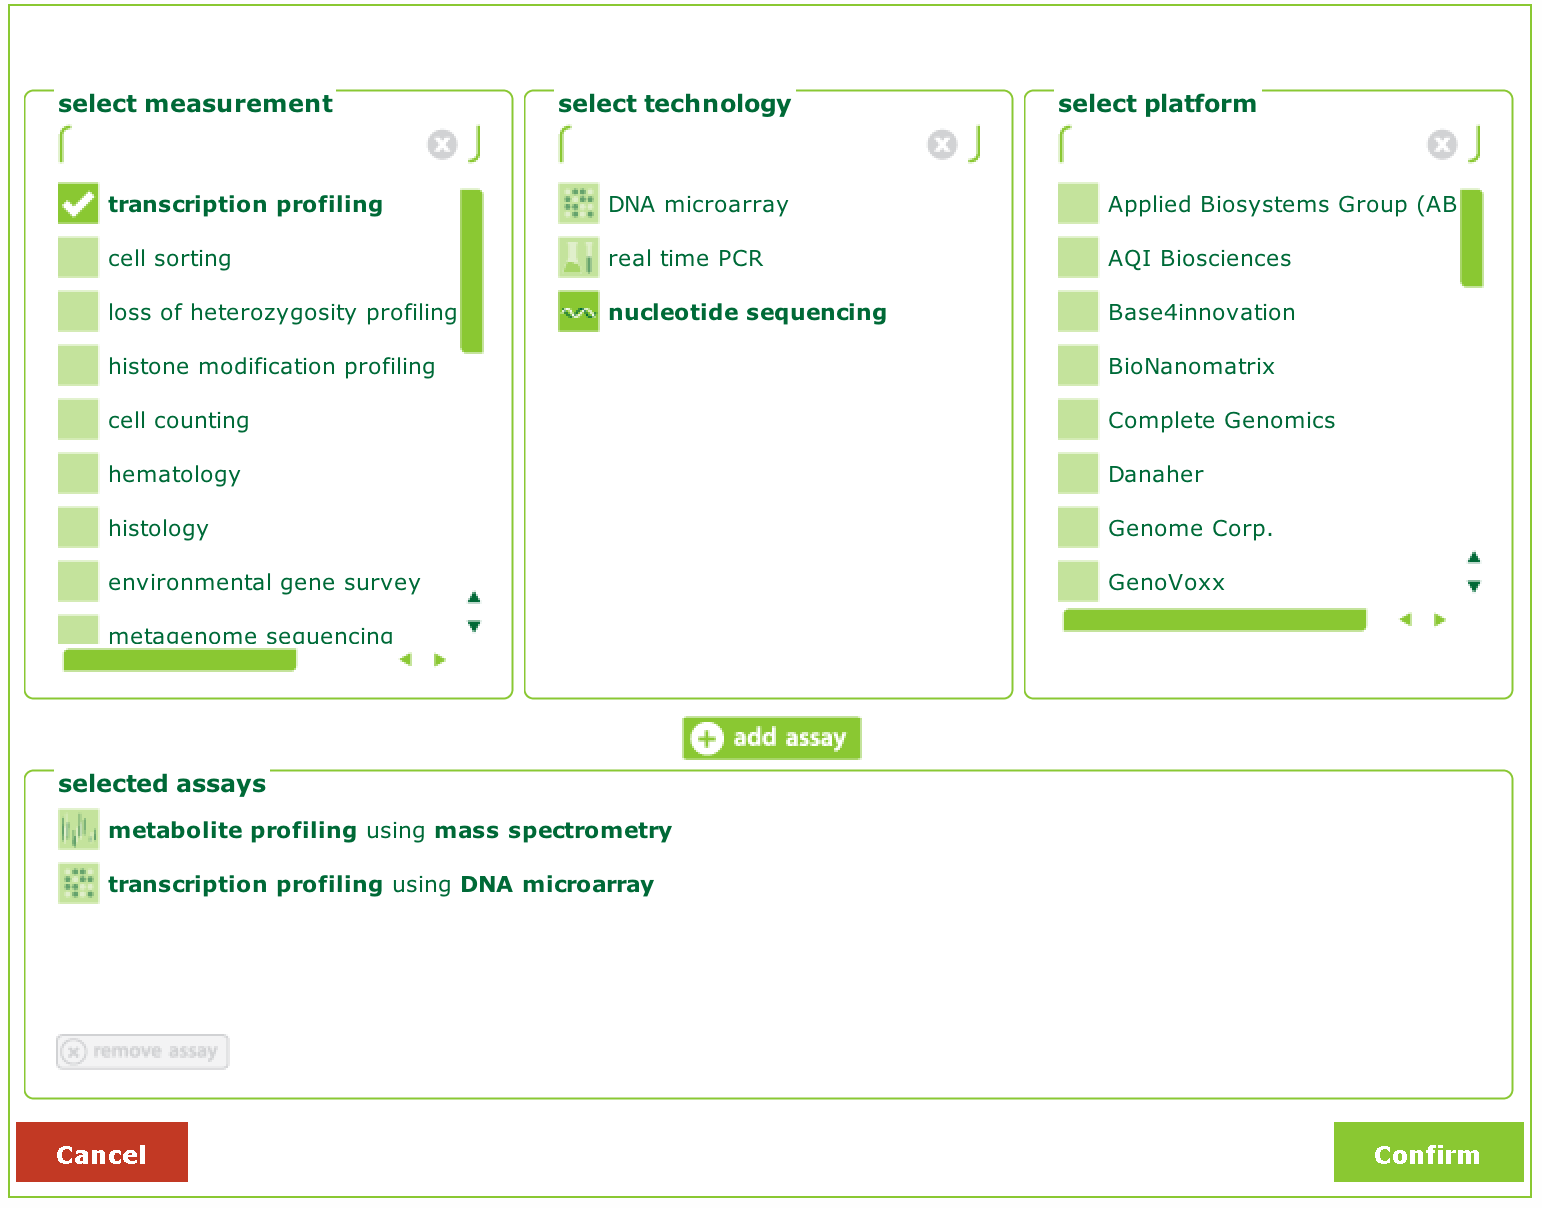 select measurement
transcription profiling
cell sorting
loss of heterozygosity profiling
histone modification profiling
cell counting
hematology
histology
environmental gene survey
metagenome sequencing
select technology
DNA microarray
real time PCR
nucleotide sequencing
select platform
Applied Biosystems Group (AB
AQI Biosciences
Base4innovation
BioNanomatrix
Complete Genomics
Danaher
Genome Corp.
GenoVoxx
add assay
selected assays
metabolite profiling using mass spectrometry
transcription profiling using DNA microarray
remove assay
Cancel
Confirm